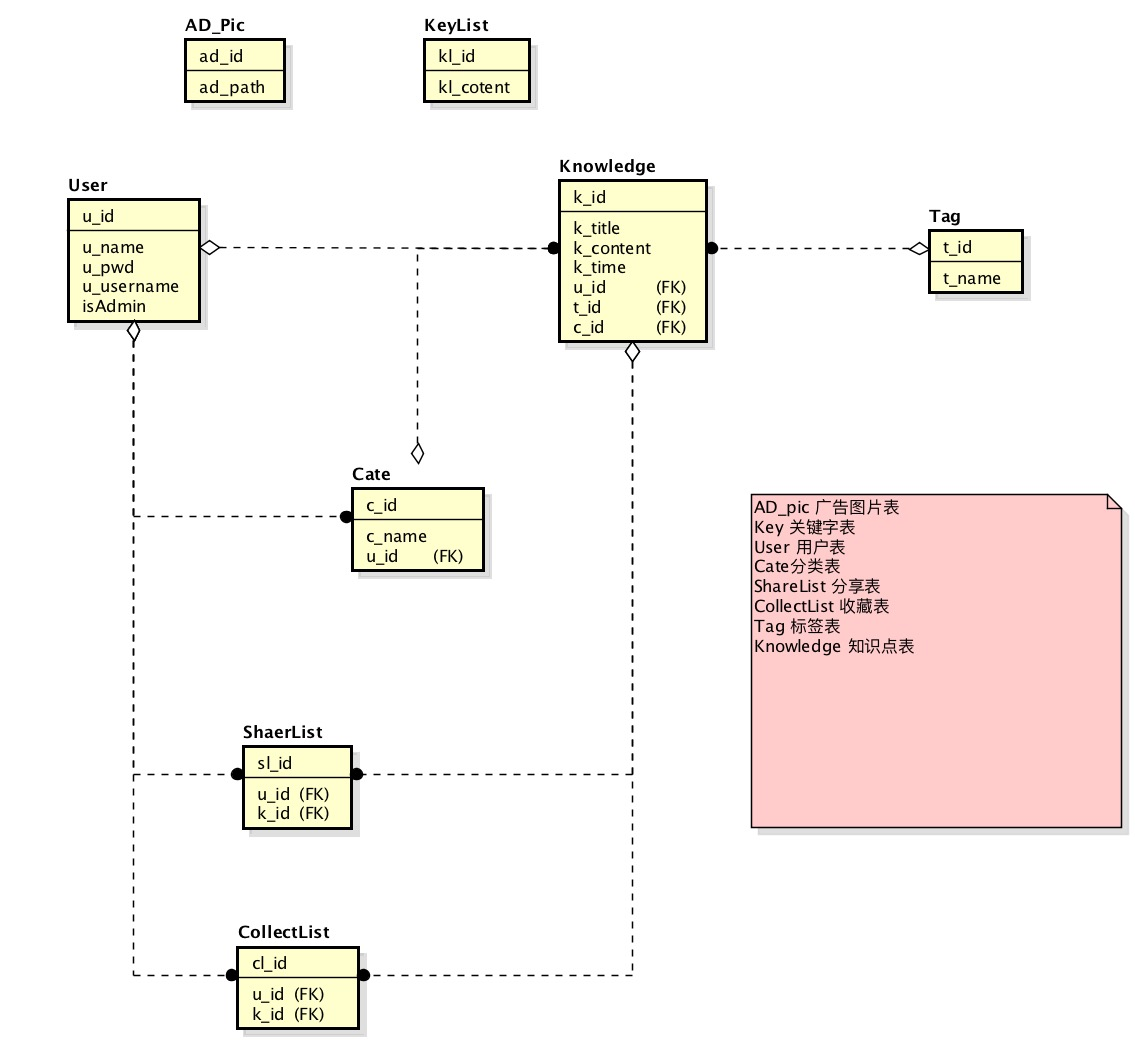 AD_Pic
ad_id
ad_path
KeyList
kl_id
kl_cotent
User
u_id
u_name
u_pwd
u_username
isAdmin
Knowledge
k_id
k_title
k_content
k_time
u_id (FK)
t_id (FK)
c_id (FK)
Tag
t_id
t_name
Cate
c_id
c_name
u_id (FK)
AD_pic 广告图片表
Key 关键字表
User 用户表
Cate分类表
ShareList 分享表
CollectList 收藏表
Tag 标签表
Knowledge 知识点表
ShaerList
sl_id
u_id (FK)
k_id (FK)
CollectList
cl_id
u_id (FK)
k_id (FK)